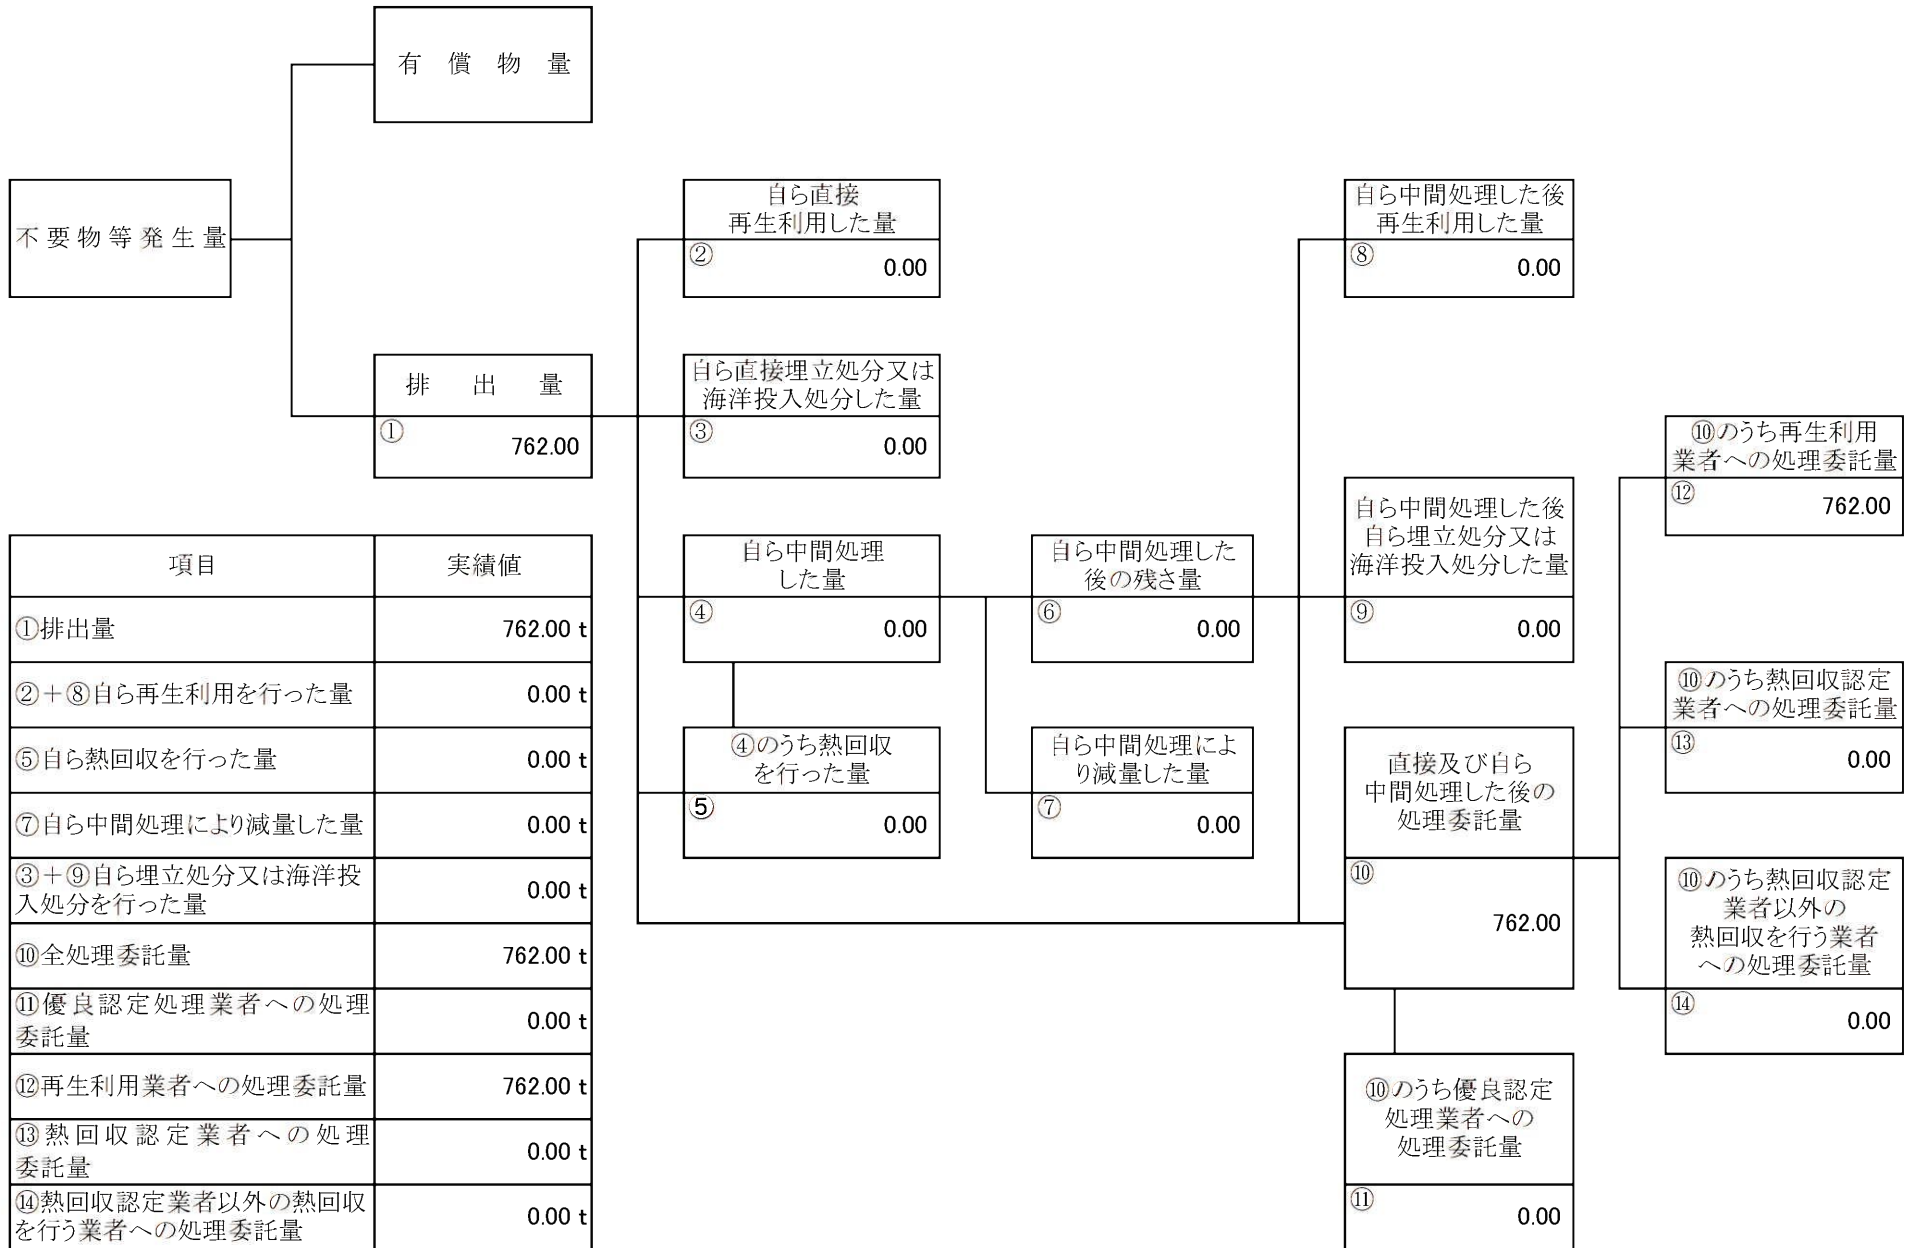 有償物量
不要物等発生量
排出量
①
762.00
自ら直接
再生利用した量
②
0.00
自ら直接埋立処分又は
海洋投入処分した量
③
0.00
自ら中間処理
した量
④
0.00
④のうち熱回収
を行った量
⑤
0.00
自ら中間処理した
後の残さ量
⑥
0.00
自ら中間処理によ
り減量した量
⑦
0.00
自ら中間処理した後
再生利用した量
⑧
0.00
自ら中間処理した後
自ら埋立処分又は
海洋投入処分した量
⑨
0.00
直接及び自ら
中間処理した後の
処理委託量
⑩
762.00
⑩のうち優良認定
処理業者への
処理委託量
⑪
0.00
⑩のうち再生利用
業者への処理委託量
⑫
762.00
⑩のうち熱回収認定
業者への処理委託量
⑬
0.00
⑩のうち熱回収認定
業者以外の
熱回収を行う業者
への処理委託量
⑭
0.00
項目 実績値
①排出量 762.00 t
②+⑧自ら再生利用を行った量 0.00 t
⑤自ら熱回収を行った量 0.00 t
⑦自ら中間処理により減量した量 0.00 t
③+⑨自ら埋立処分又は海洋投
入処分を行った量 0.00 t
⑩全処理委託量 762.00 t
⑪優良認定処理業者への処理
委託量 0.00 t
⑫再生利用業者への処理委託量 762.00 t
⑬熱回収認定業者への処理
委託量 0.00 t
⑭熱回収認定業者以外の熱回収
を行う業者への処理委託量 0.00 t